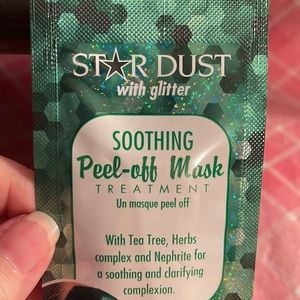 ST☆R DUST
with glitter
SOOTHING
Peel-off Mask
TREATMENT
Un masque peel off
With Tea Tree, Herbs
complex and Nephrite for
a soothing and clarifying
complexion.